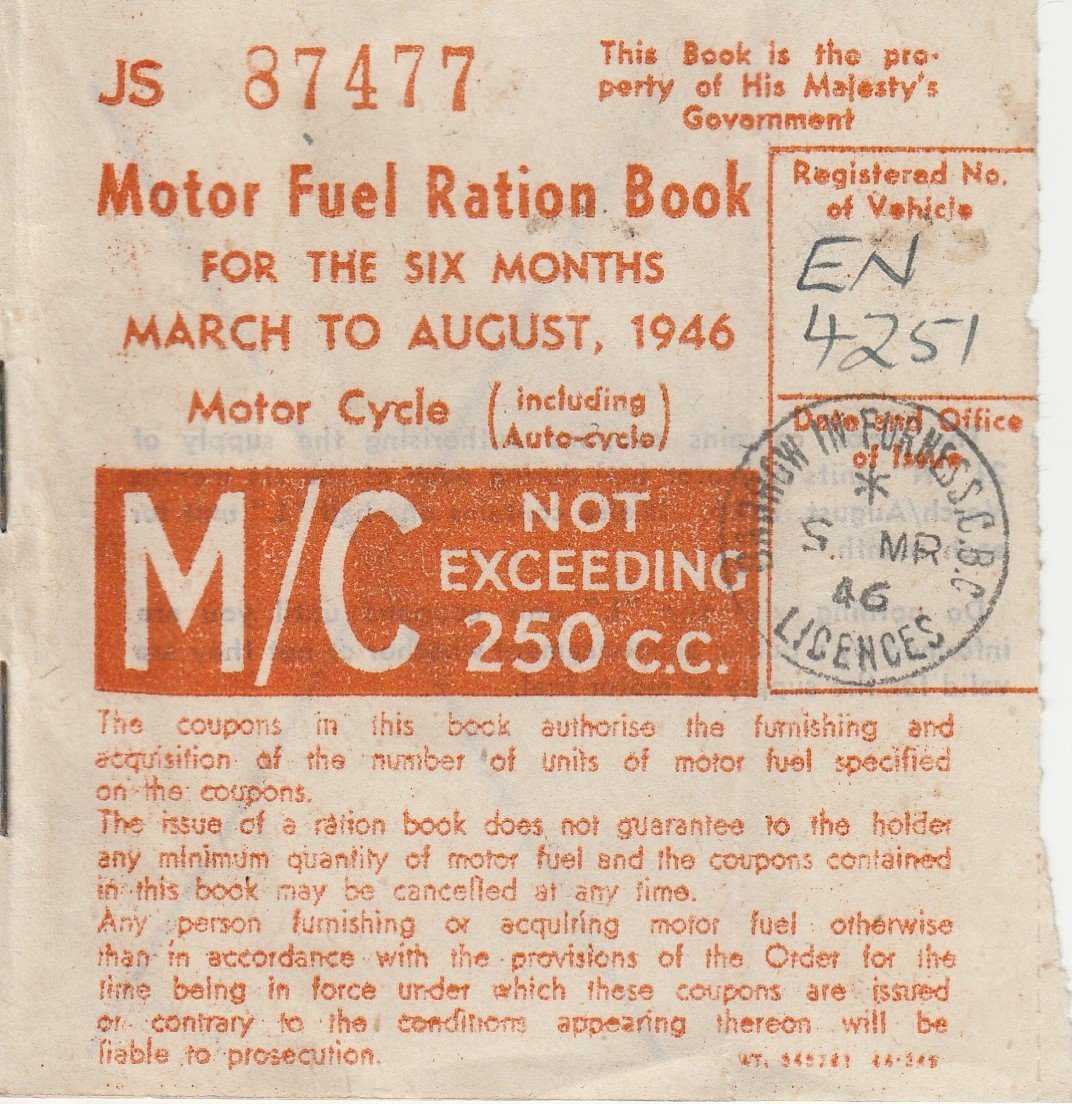 JS 87477
This Book is the pro-
perty of His Majesty's
Government
Motor Fuel Ration Book
FOR THE SIX MONTHS
MARCH TO AUGUST, 1946
Motor Cycle (including
Auto-cycle)
Registered No.
of Vehicle
EN
4251
Date and Office
of Issue
BARROW IN FURNESS. C.B.C
*
5 MR
46
LICENCES
M/C NOT
EXCEEDING
250 C.C.
The coupons in this book authorise the furnishing and
acquisition of the number of units of motor fuel specified
on the coupons.
The issue of a ration book does not guarantee to the holder
any minimum quantity of motor fuel and the coupons contained
in this book may be cancelled at any time.
Any person furnishing or acquiring motor fuel otherwise
than in accordance with the provisions of the Order for the
time being in force under which these coupons are issued
or contrary to the conditions appearing thereon will be
liable to prosecution.